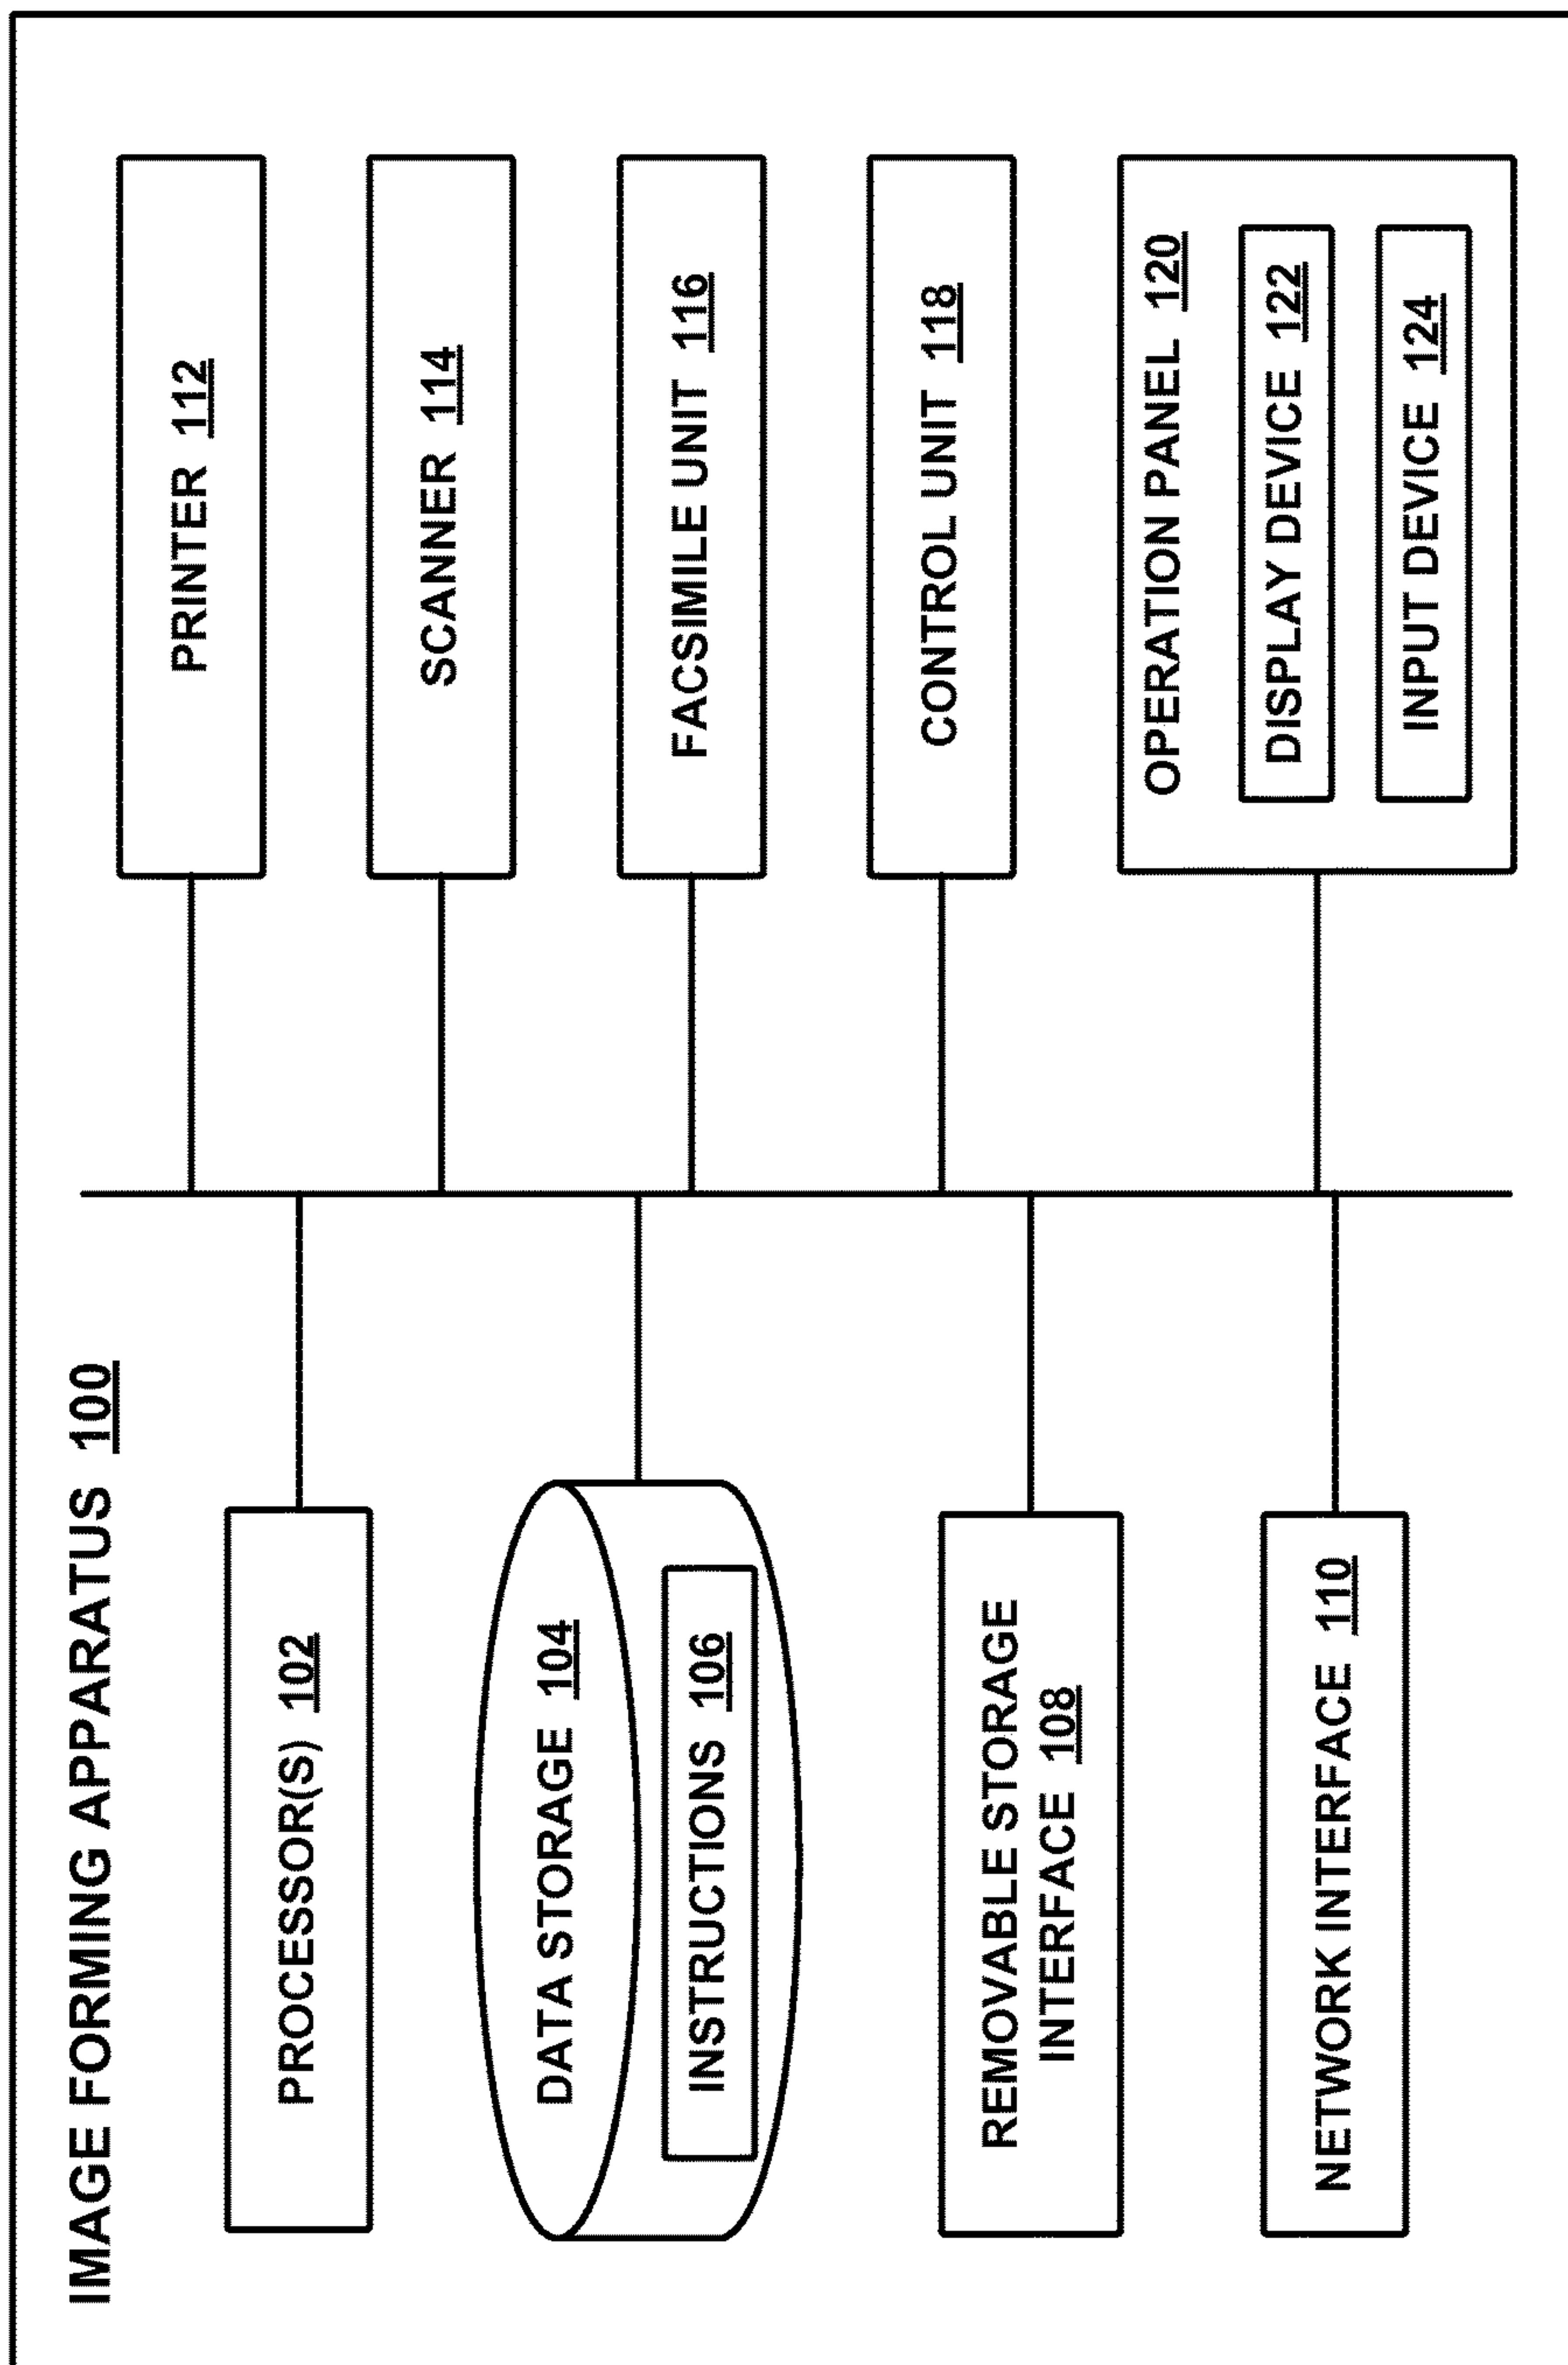 IMAGE FORMING APPARATUS 100
PROCESSOR(S) 102
DATA STORAGE 104
INSTRUCTIONS 106
REMOVABLE STORAGE
INTERFACE 108
NETWORK INTERFACE 110
PRINTER 112
SCANNER 114
FACSIMILE UNIT 116
CONTROL UNIT 118
OPERATION PANEL 120
DISPLAY DEVICE 122
INPUT DEVICE 124